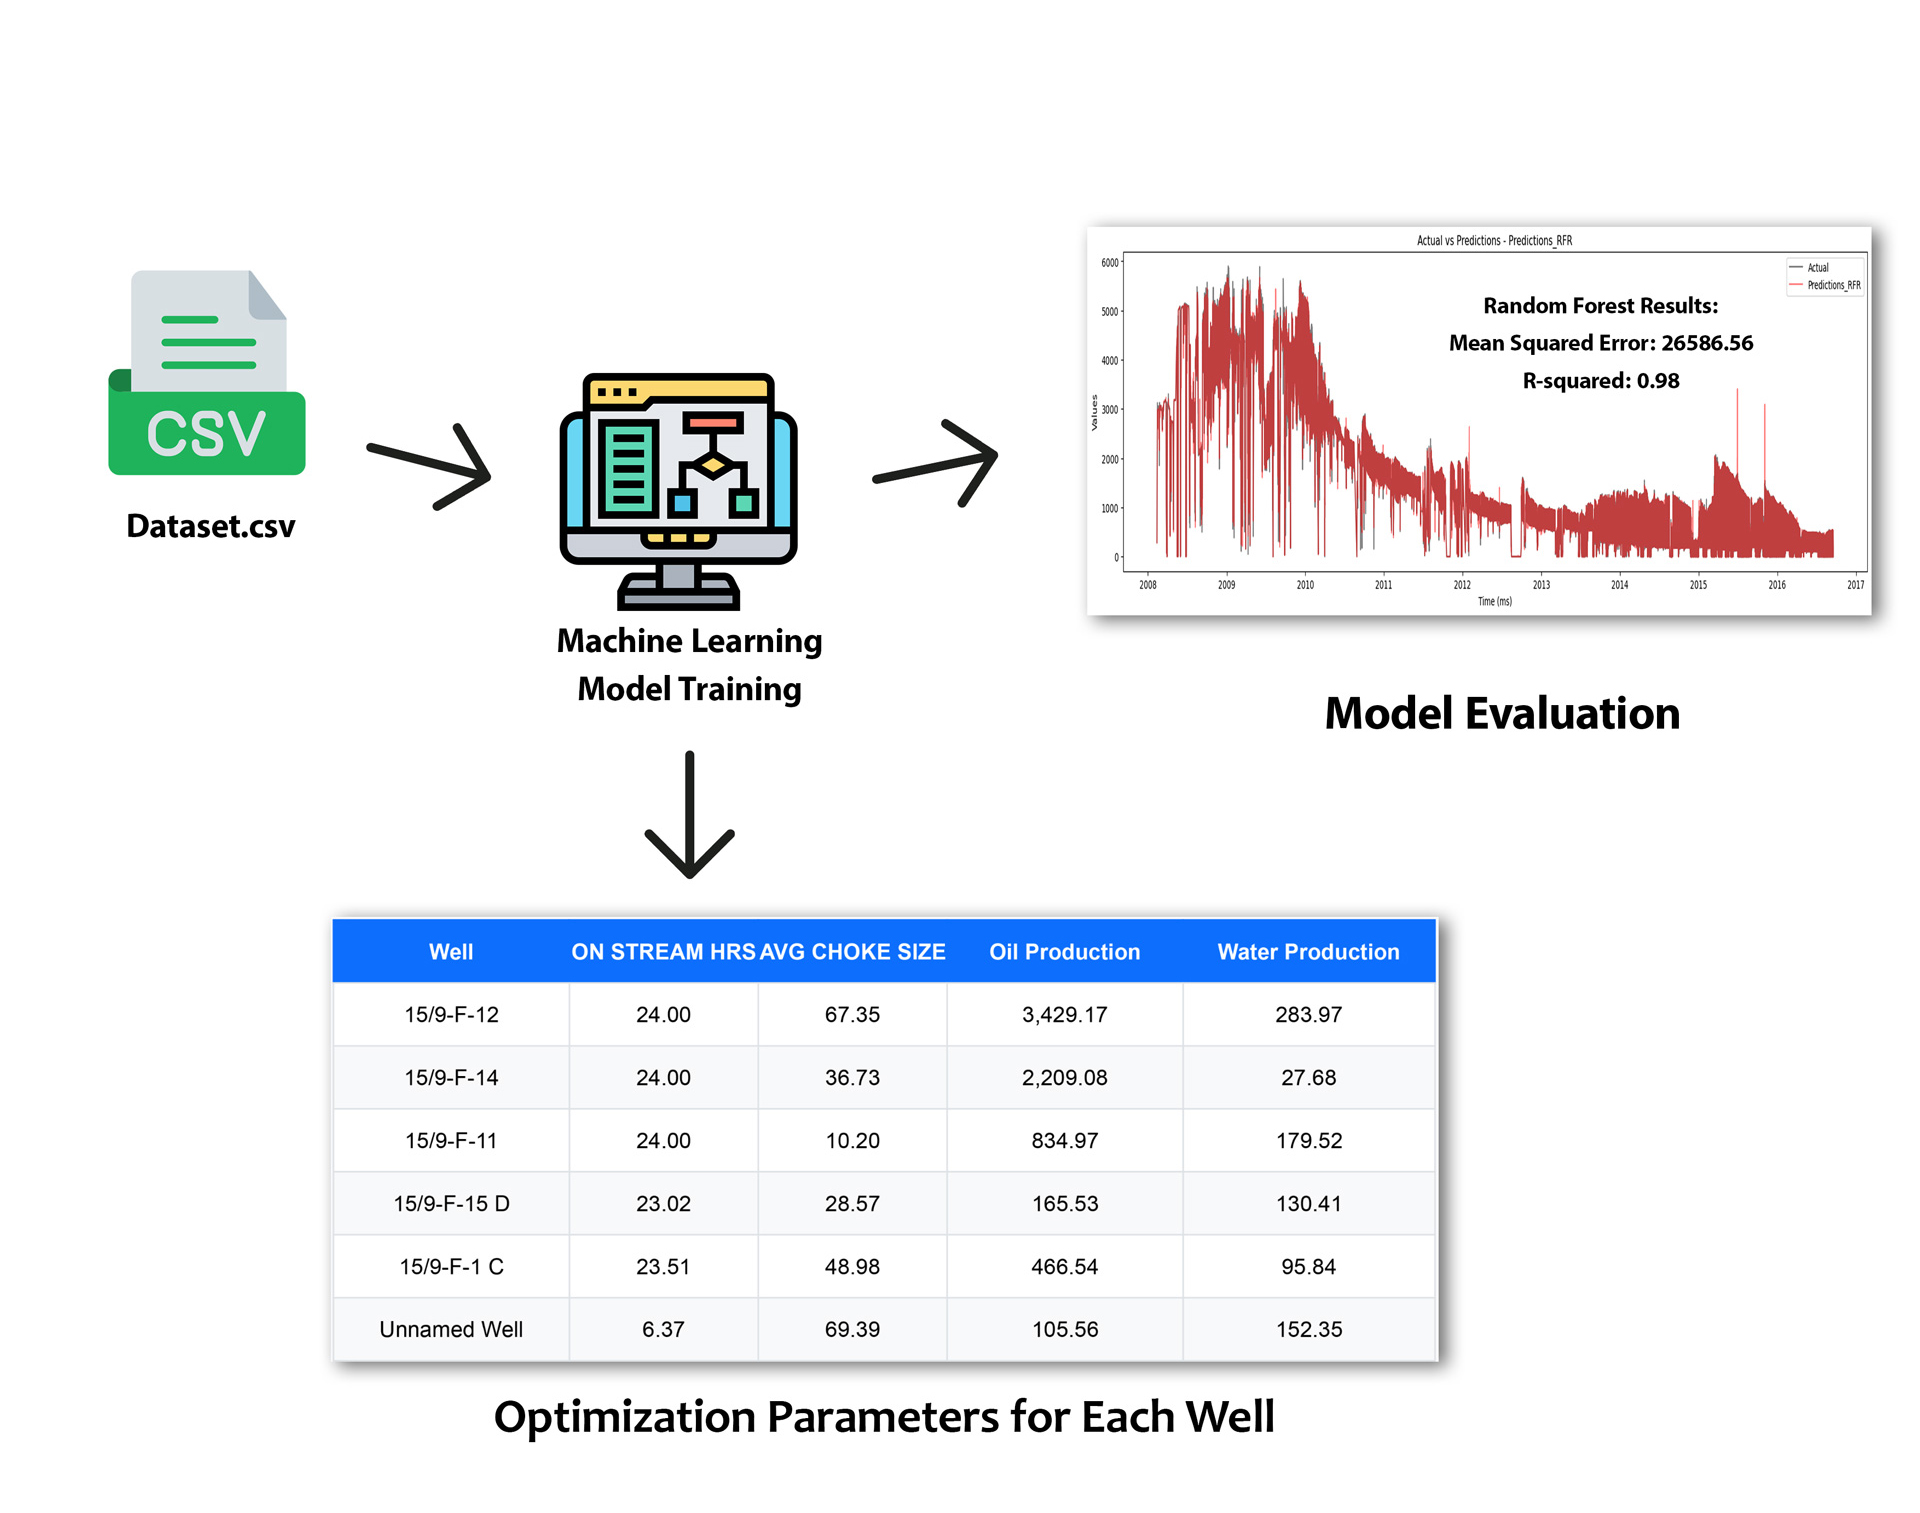 CSV
Dataset.csv
Machine Learning
Model Training
Actual vs Predictions - Predictions_RFR
Actual
Predictions_RFR
Random Forest Results:
Mean Squared Error: 26586.56
R-squared: 0.98
Values
6000
5000
4000
3000
2000
1000
0
2008 2009 2010 2011 2012 2013 2014 2015 2016 2017
Time (ms)
Model Evaluation
Well ON STREAM HRS AVG CHOKE SIZE Oil Production Water Production
15/9-F-12 24.00 67.35 3,429.17 283.97
15/9-F-14 24.00 36.73 2,209.08 27.68
15/9-F-11 24.00 10.20 834.97 179.52
15/9-F-15 D 23.02 28.57 165.53 130.41
15/9-F-1 C 23.51 48.98 466.54 95.84
Unnamed Well 6.37 69.39 105.56 152.35
Optimization Parameters for Each Well